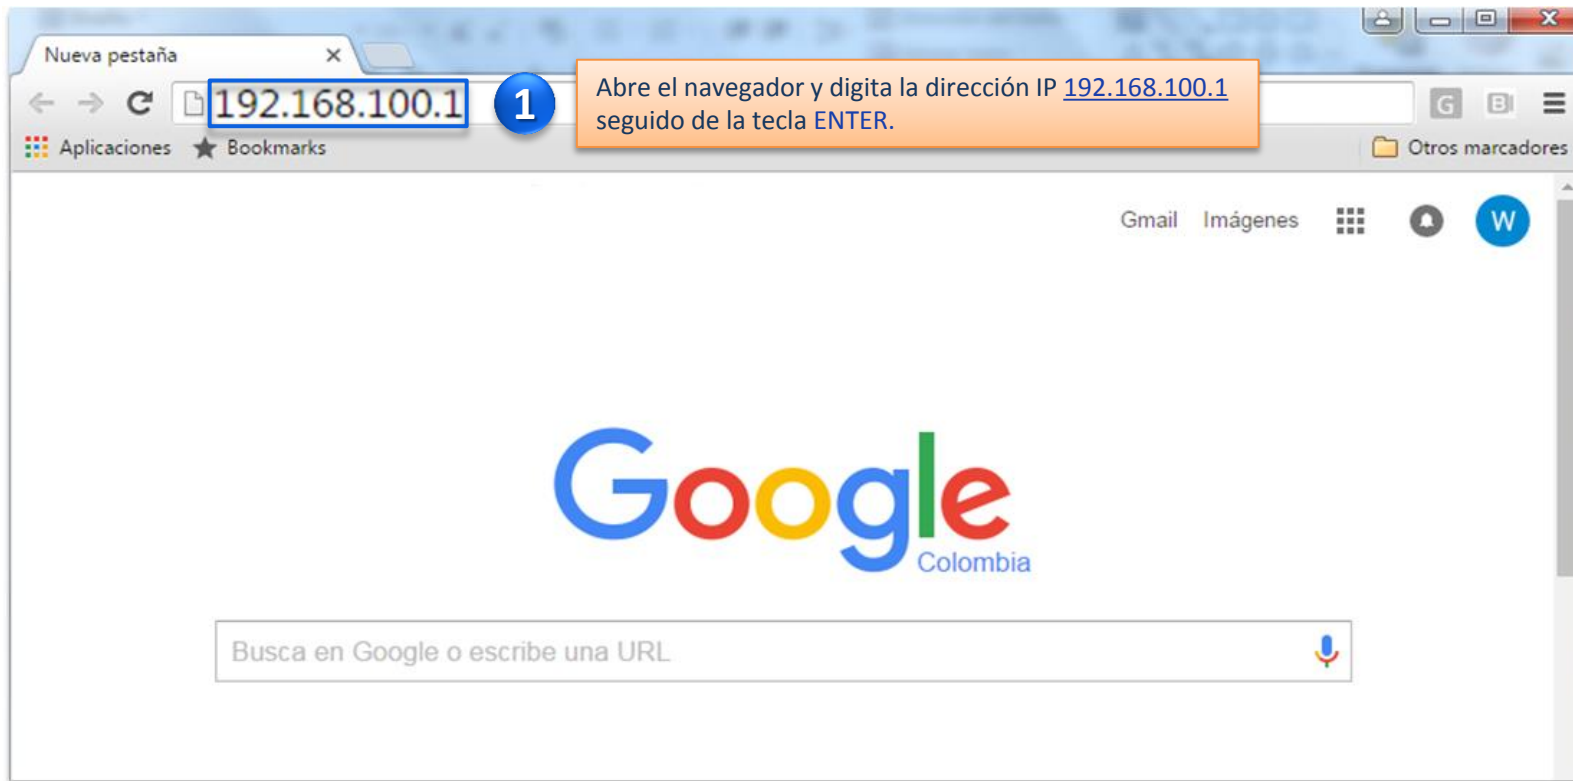 Nueva pestaña
192.168.100.1
1
Abre el navegador y digita la dirección IP 192.168.100.1
seguido de la tecla ENTER.
G
B
Aplicaciones
Bookmarks
Otros marcadores
Gmail
Imágenes
W
Google
Colombia
Busca en Google o escribe una URL